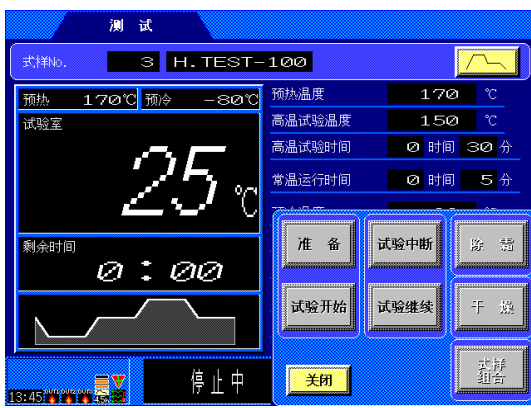 测 试
式样No. 3 H.TEST-100
预热 170℃ 预冷 -80℃
试验室
25℃
剩余时间
0:00
预热温度 170 ℃
高温试验温度 150 ℃
高温试验时间 0 时间 30 分
常温运行时间 0 时间 5 分
准 备
试验中断
除 霜
试验开始
试验继续
干 燥
关闭
式样组合
13:45
停止中